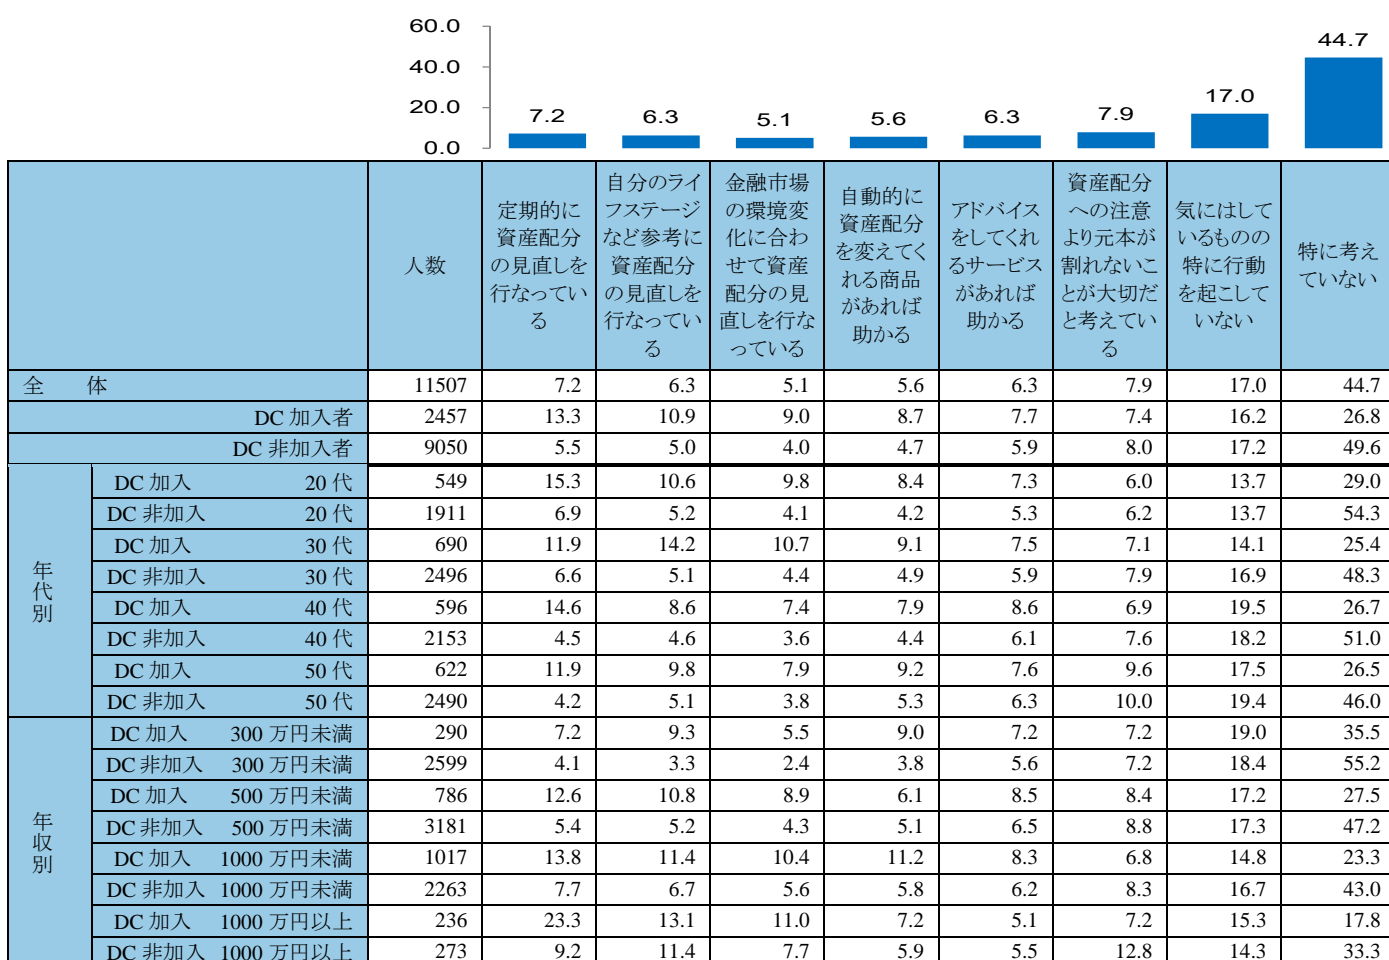 60.0
40.0
20.0
0.0
7.2 6.3 5.1 5.6 6.3 7.9 17.0 44.7
人数
定期的に
資産配分
の見直しを
行なってい
る
自分のライ
フステージ
など参考に
資産配分
の見直しを
行なってい
る
金融市場
の環境変
化に合わ
せて資産
配分の見
直しを行な
っている
自動的に
資産配分
を変えてく
れる商品
があれば
助かる
アドバイス
をしてくれ
るサービス
があれば
助かる
資産配分
への注意
より元本が
割れないこ
とが大切だ
と考えてい
る
気にはして
いるものの
特に行動
を起こして
いない
特に考え
ていない
全 体 11507 7.2 6.3 5.1 5.6 6.3 7.9 17.0 44.7
DC 加入者 2457 13.3 10.9 9.0 8.7 7.7 7.4 16.2 26.8
DC 非加入者 9050 5.5 5.0 4.0 4.7 5.9 8.0 17.2 49.6
年代別
DC 加入 20 代 549 15.3 10.6 9.8 8.4 7.3 6.0 13.7 29.0
DC 非加入 20 代 1911 6.9 5.2 4.1 4.2 5.3 6.2 13.7 54.3
DC 加入 30 代 690 11.9 14.2 10.7 9.1 7.5 7.1 14.1 25.4
DC 非加入 30 代 2496 6.6 5.1 4.4 4.9 5.9 7.9 16.9 48.3
DC 加入 40 代 596 14.6 8.6 7.4 7.9 8.6 6.9 19.5 26.7
DC 非加入 40 代 2153 4.5 4.6 3.6 4.4 6.1 7.6 18.2 51.0
DC 加入 50 代 622 11.9 9.8 7.9 9.2 7.6 9.6 17.5 26.5
DC 非加入 50 代 2490 4.2 5.1 3.8 5.3 6.3 10.0 19.4 46.0
年収別
DC 加入 300 万円未満 290 7.2 9.3 5.5 9.0 7.2 7.2 19.0 35.5
DC 非加入 300 万円未満 2599 4.1 3.3 2.4 3.8 5.6 7.2 18.4 55.2
DC 加入 500 万円未満 786 12.6 10.8 8.9 6.1 8.5 8.4 17.2 27.5
DC 非加入 500 万円未満 3181 5.4 5.2 4.3 5.1 6.5 8.8 17.3 47.2
DC 加入 1000 万円未満 1017 13.8 11.4 10.4 11.2 8.3 6.8 14.8 23.3
DC 非加入 1000 万円未満 2263 7.7 6.7 5.6 5.8 6.2 8.3 16.7 43.0
DC 加入 1000 万円以上 236 23.3 13.1 11.0 7.2 5.1 7.2 15.3 17.8
DC 非加入 1000 万円以上 273 9.2 11.4 7.7 5.9 5.5 12.8 14.3 33.3